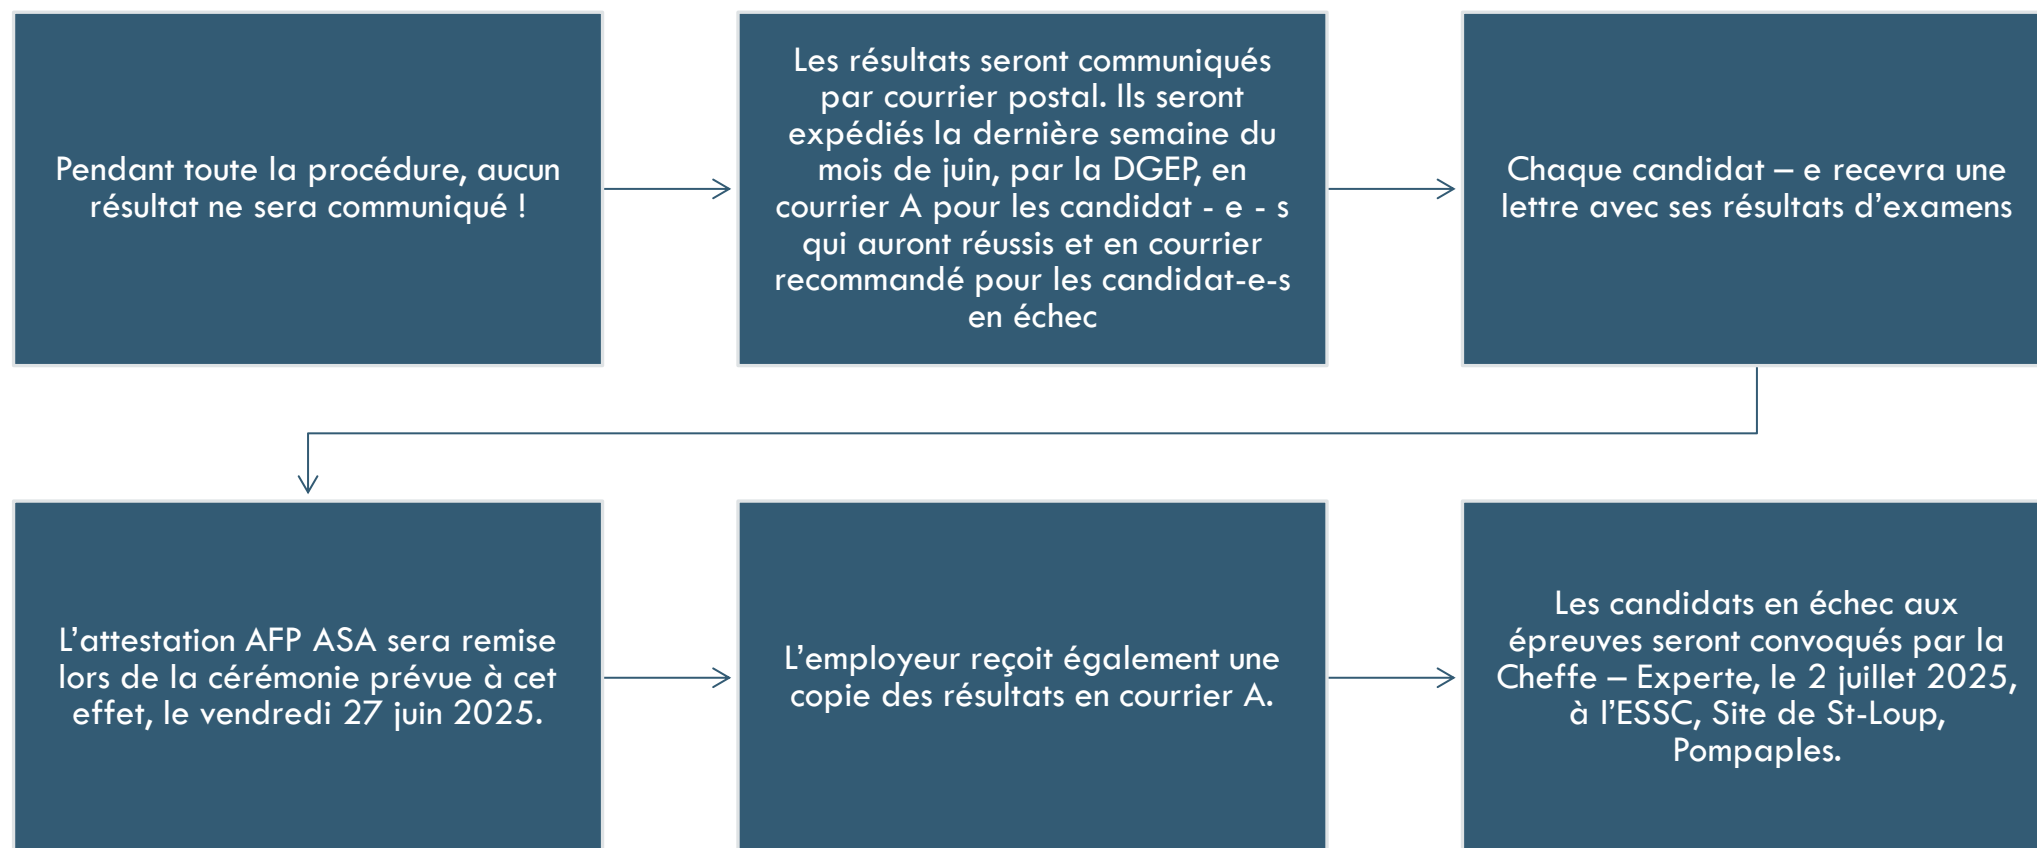 Pendant toute la procédure, aucun
résultat ne sera communiqué !
Les résultats seront communiqués
par courrier postal. Ils seront
expédiés la dernière semaine du
mois de juin, par la DGEP, en
courrier A pour les candidat - e - s
qui auront réussis et en courrier
recommandé pour les candidat-e-s
en échec
Chaque candidat – e recevra une
lettre avec ses résultats d’examens
L’attestation AFP ASA sera remise
lors de la cérémonie prévue à cet
effet, le vendredi 27 juin 2025.
L’employeur reçoit également une
copie des résultats en courrier A.
Les candidats en échec aux
épreuves seront convoqués par la
Cheffe – Experte, le 2 juillet 2025,
à l’ESSC, Site de St-Loup,
Pompaples.